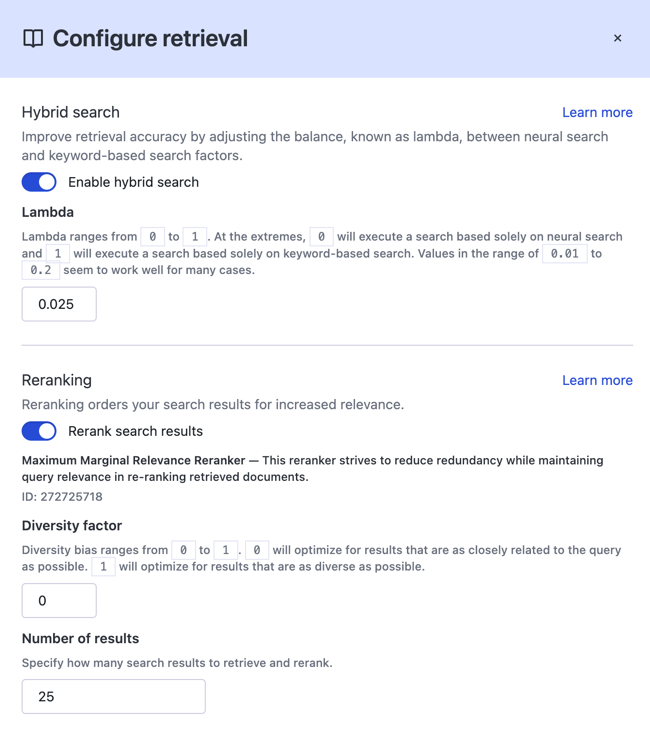 Configure retrieval
×
Hybrid search
Learn more
Improve retrieval accuracy by adjusting the balance, known as lambda, between neural search
and keyword-based search factors.
Enable hybrid search
Lambda
Lambda ranges from 0 to 1. At the extremes, 0 will execute a search based solely on neural search
and 1 will execute a search based solely on keyword-based search. Values in the range of 0.01 to
0.2 seem to work well for many cases.
0.025
Reranking
Learn more
Reranking orders your search results for increased relevance.
Rerank search results
Maximum Marginal Relevance Reranker — This reranker strives to reduce redundancy while maintaining
query relevance in re-ranking retrieved documents.
ID: 272725718
Diversity factor
Diversity bias ranges from 0 to 1. 0 will optimize for results that are as closely related to the query
as possible. 1 will optimize for results that are as diverse as possible.
0
Number of results
Specify how many search results to retrieve and rerank.
25